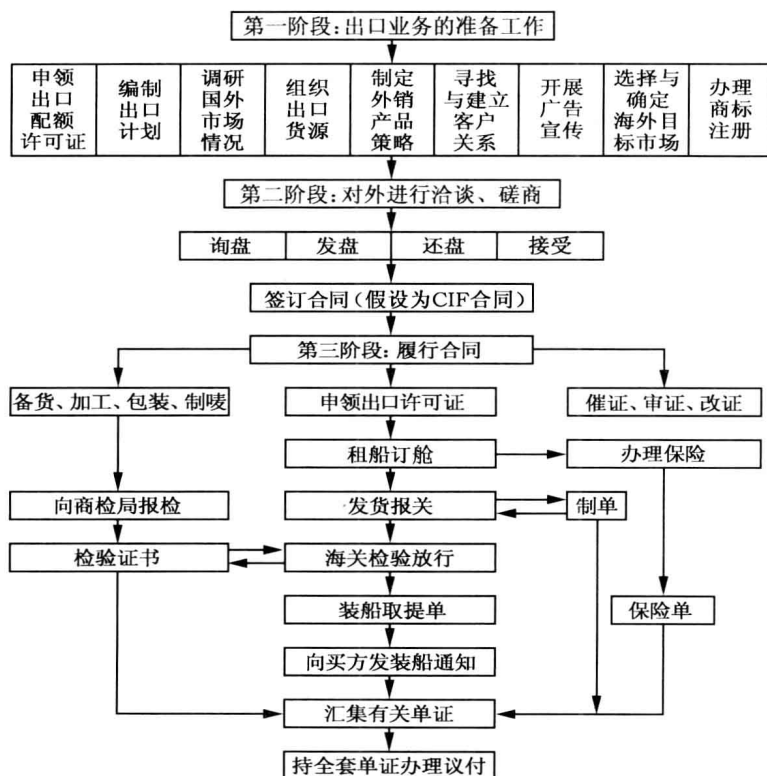 第一阶段：出口业务的准备工作
申领出口配额许可证
编制出口计划
调研国外市场情况
组织出口货源
制定外销产品策略
寻找与建立客户关系
开展广告宣传
选择与确定海外目标市场
办理商标注册
第二阶段：对外进行洽谈、磋商
询盘 发盘 还盘 接受
签订合同（假设为CIF合同）
第三阶段：履行合同
备货、加工、包装、制唛 申领出口许可证 催证、审证、改证
租船订舱 办理保险
向商检局报检 发货报关 制单
检验证书 海关检验放行
装船取提单 保险单
向买方发装船通知
汇集有关单证
持全套单证办理议付